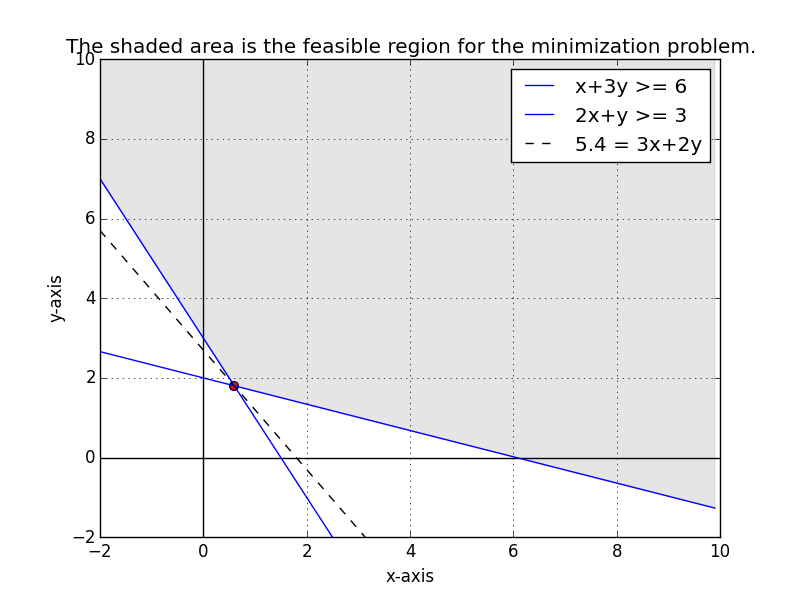 The shaded area is the feasible region for the minimization problem.
x+3y >= 6
2x+y >= 3
5.4 = 3x+2y
10
8
6
4
2
0
−2
y-axis
−2 0 2 4 6 8 10
x-axis